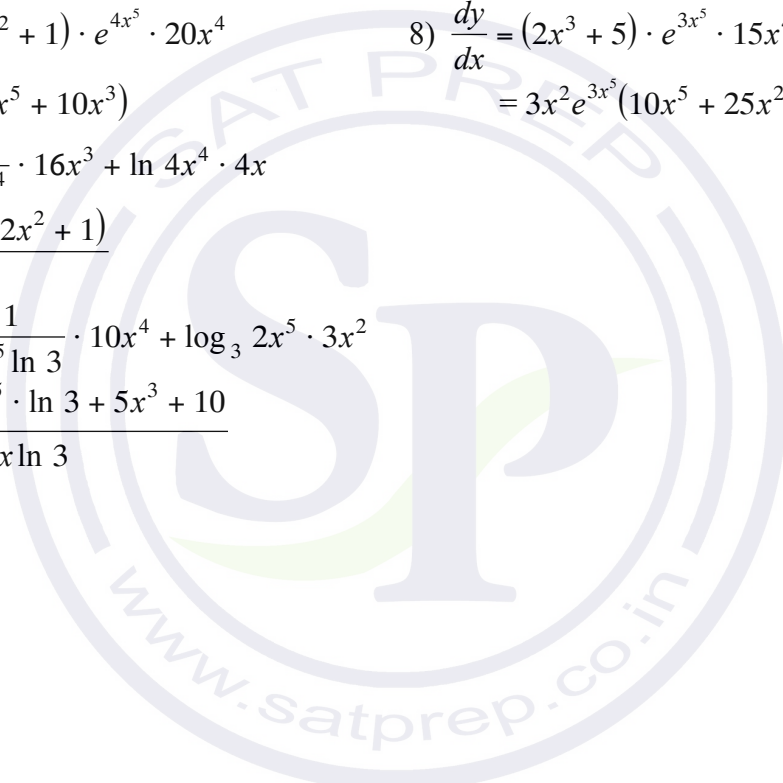 ² + 1) · e^{4x^5} · 20x^4
8) dy/dx = (2x^3 + 5) · e^{3x^5} · 15x
x^5 + 10x^3)
= 3x^2e^{3x^5}(10x^5 + 25x^2
4 · 16x^3 + ln 4x^4 · 4x
2x^2 + 1)
1/(5 ln 3) · 10x^4 + log_3 2x^5 · 3x^2
· ln 3 + 5x^3 + 10
x ln 3
SAT PREP
SP
www.satprep.co.in